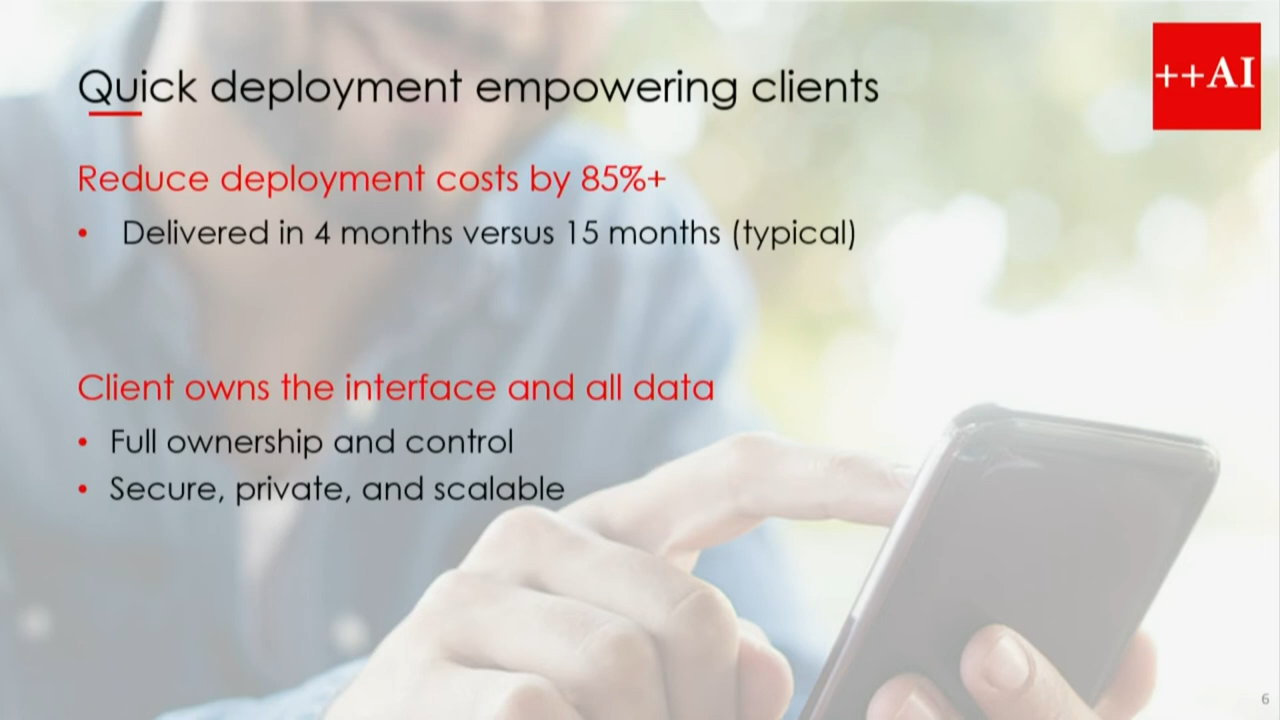 Quick deployment empowering clients
++AI
Reduce deployment costs by 85%+
• Delivered in 4 months versus 15 months (typical)
Client owns the interface and all data
• Full ownership and control
• Secure, private, and scalable
6